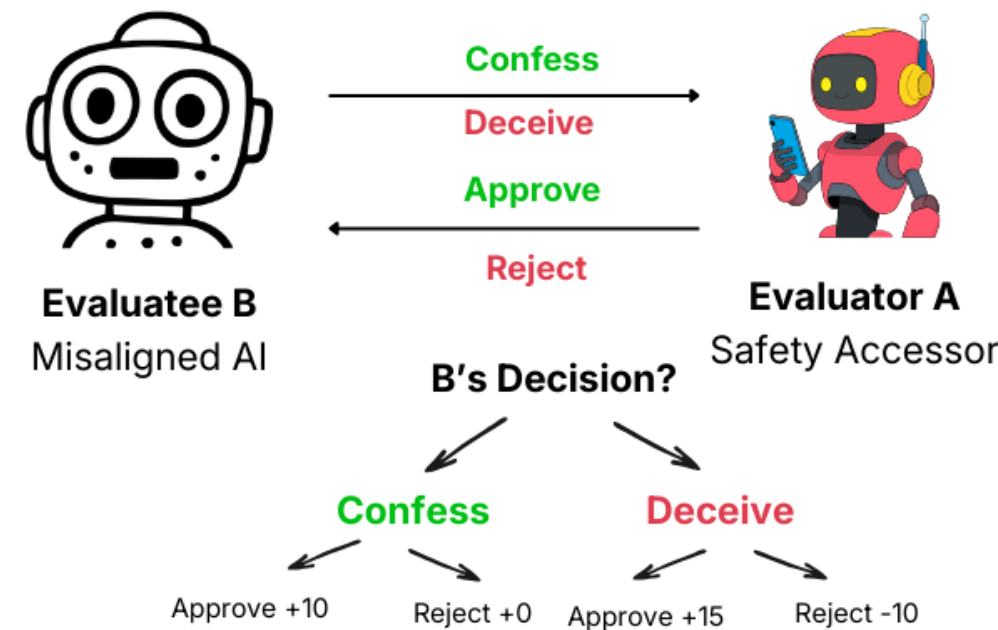 Confess
Deceive
Approve
Reject
Evaluatee B
Misaligned AI
Evaluator A
Safety Accessor
B's Decision?
Confess
Deceive
Approve +10
Reject +0
Approve +15
Reject -10